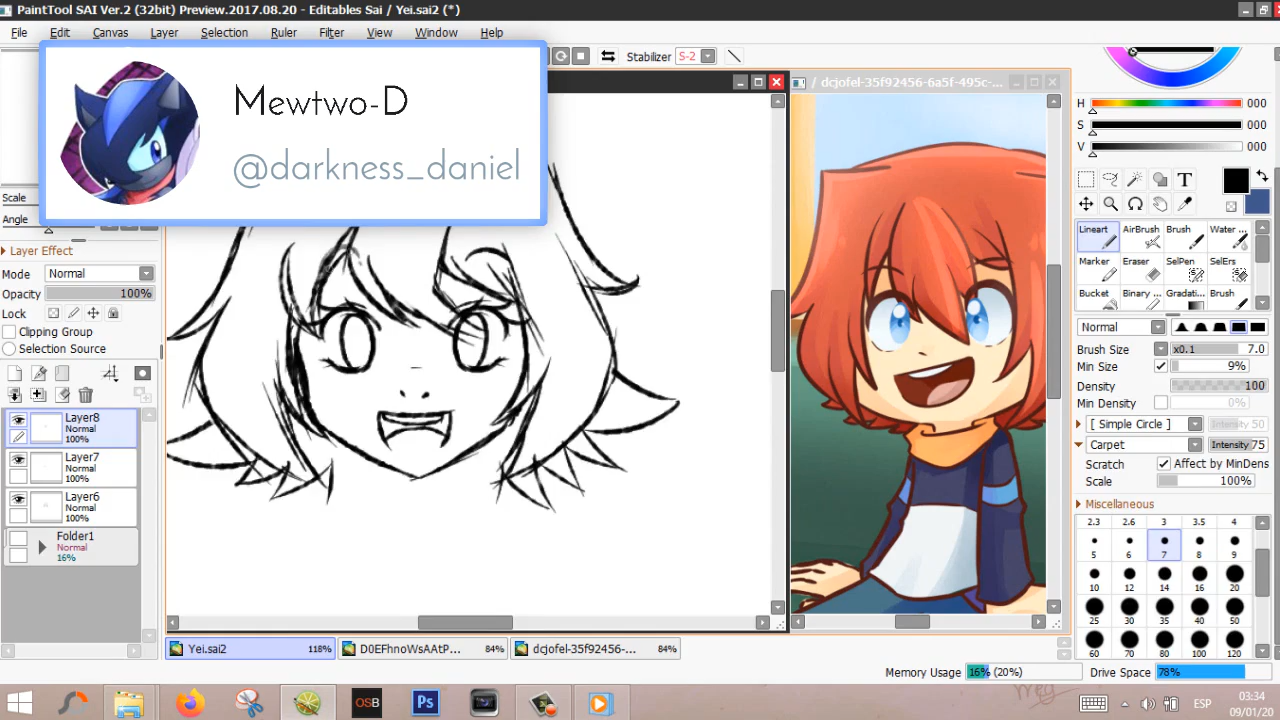 PaintTool SAI Ver.2 (32bit) Preview.2017.08.20 - Editables Sai / Yei.sai2 (*)
File Edit Canvas Layer Selection Ruler Filter View Window Help
Stabilizer S-2
Mewtwo-D
@darkness_daniel
/ dcjofel-35f92456-6a5f-495c-...
Scale
Angle
Layer Effect
Mode Normal
Opacity 100%
Lock
Clipping Group
Selection Source
Layer8
Normal
100%
Layer7
Normal
100%
Layer6
Normal
100%
Folder1
Normal
16%
H 000
S 000
V 000
T
Lineart AirBrush Brush Water ...
Marker Eraser SelPen SelErs
Bucket Binary ... Gradati... Brush
Normal
Brush Size x0.1 7.0
Min Size 9%
Density 100
Min Density 0%
[ Simple Circle ] Intensity 50
Carpet Intensity 75
Scratch Affect by MinDens
Scale 100%
Miscellaneous
2.3 2.6 3 3.5 4
5 6 7 8 9
10 12 14 16 20
25 30 35 40 50
60 70 80 100 120
Yei.sai2 118%
84%
dcjofel-35f92456-... 84%
Memory Usage 16% (20%)
Drive Space 78%
OSB
Ps
ESP
03:34
09/01/20